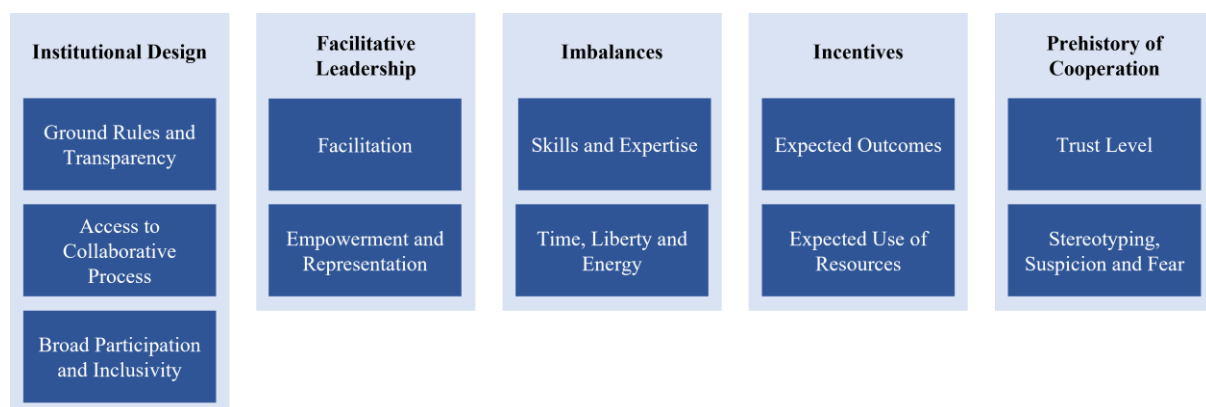 Institutional Design
Ground Rules and
Transparency
Access to
Collaborative
Process
Broad Participation
and Inclusivity
Facilitative
Leadership
Facilitation
Empowerment and
Representation
Imbalances
Skills and Expertise
Time, Liberty and
Energy
Incentives
Expected Outcomes
Expected Use of
Resources
Prehistory of
Cooperation
Trust Level
Stereotyping,
Suspicion and Fear